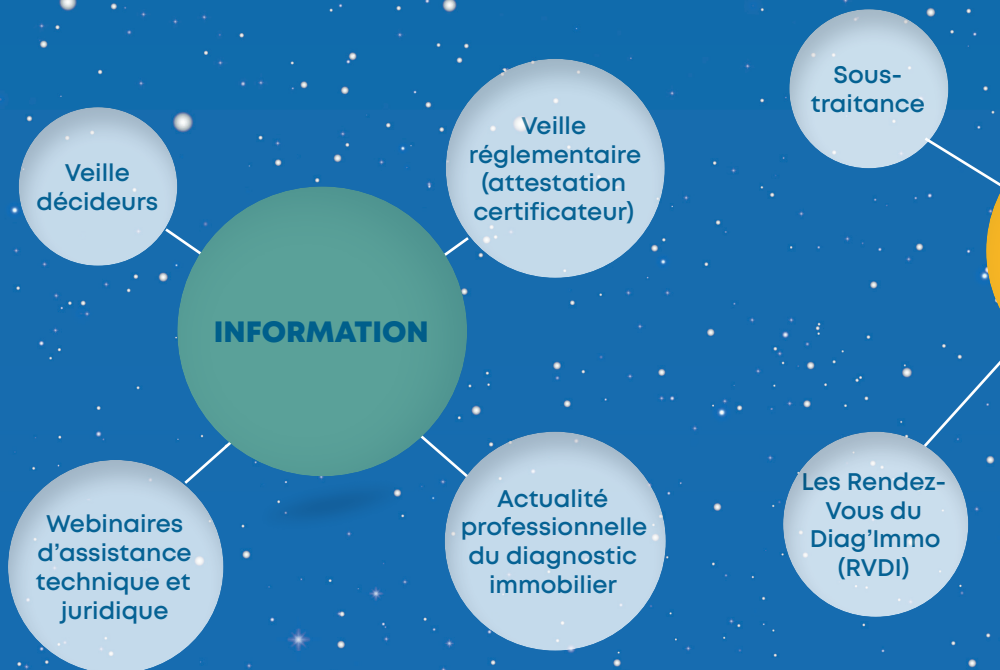 Veille
décideurs
Veille
réglementaire
(attestation
certificateur)
Sous-
traitance
INFORMATION
Webinaires
d’assistance
technique et
juridique
Actualité
professionnelle
du diagnostic
immobilier
Les Rendez-
Vous du
Diag’Immo
(RVDI)